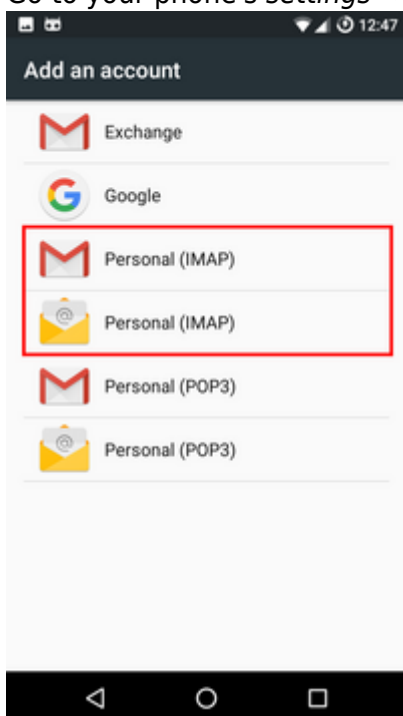 Go to your phone's settings
12:47
Add an account
Exchange
Google
Personal (IMAP)
Personal (IMAP)
Personal (POP3)
Personal (POP3)